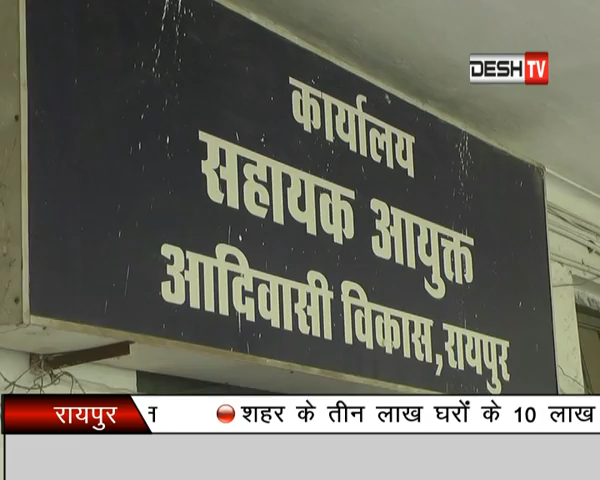 DESH TV
कार्यालय
सहायक आयुक्त
आदिवासी विकास,रायपुर
रायपुर न शहर के तीन लाख घरों के 10 लाख